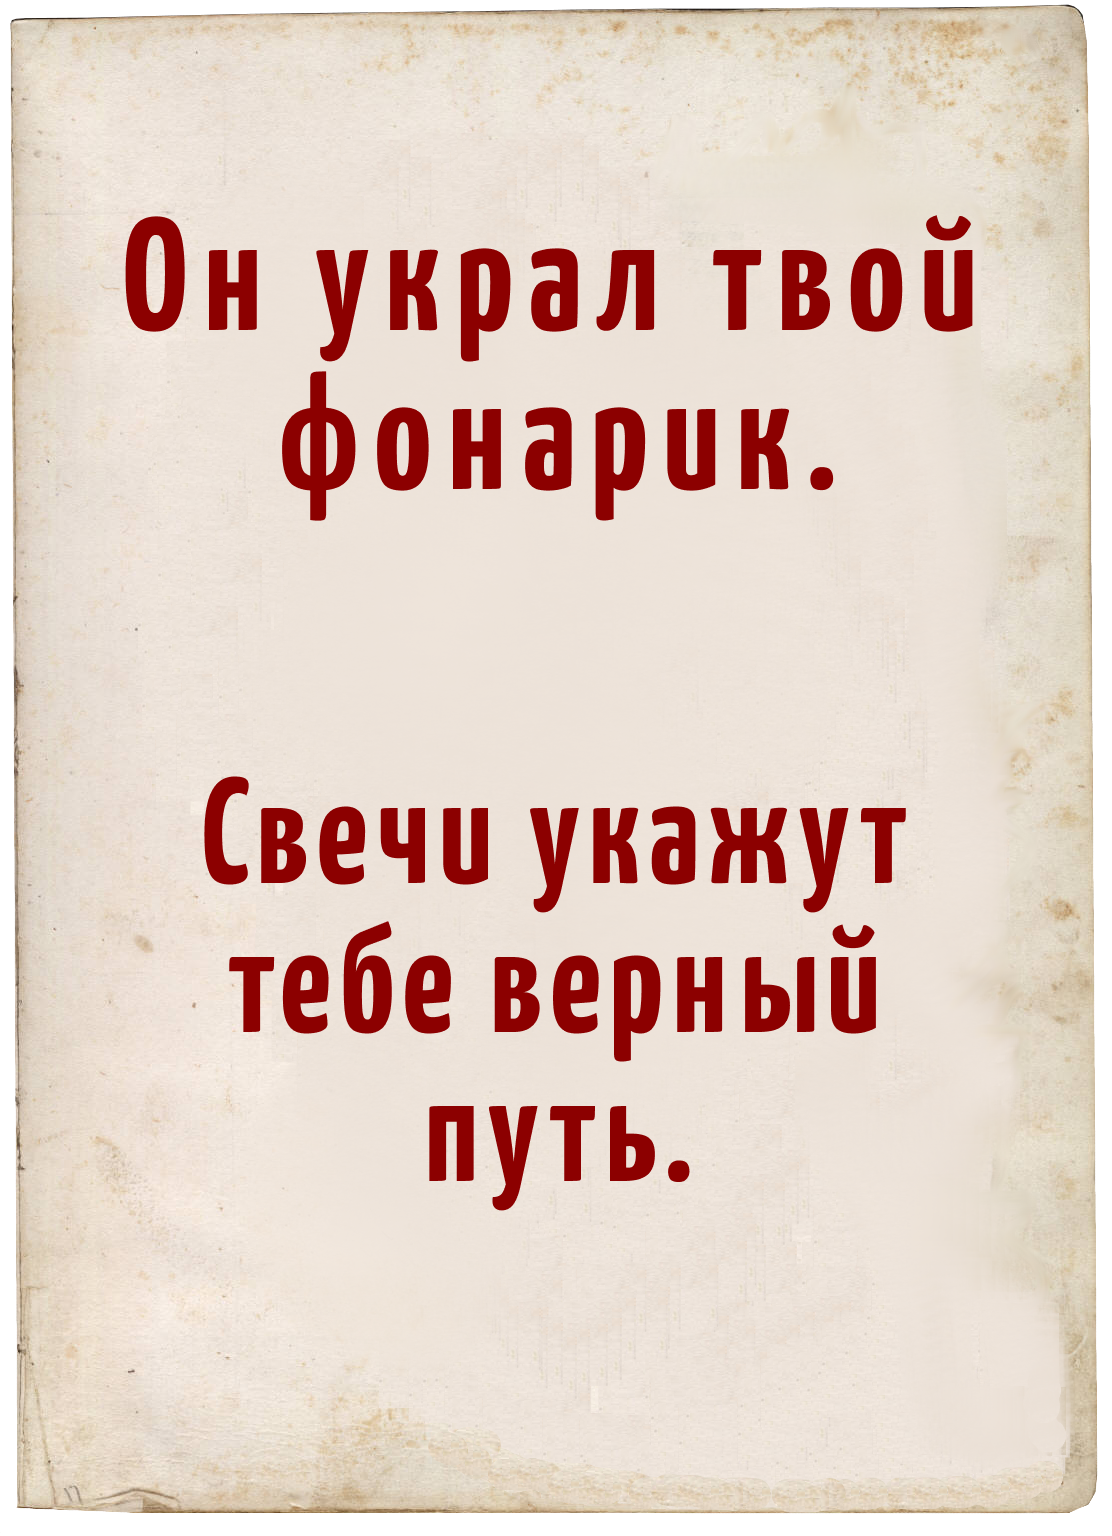 Он украл твой
фонарик.
Свечи укажут
тебе верный
путь.